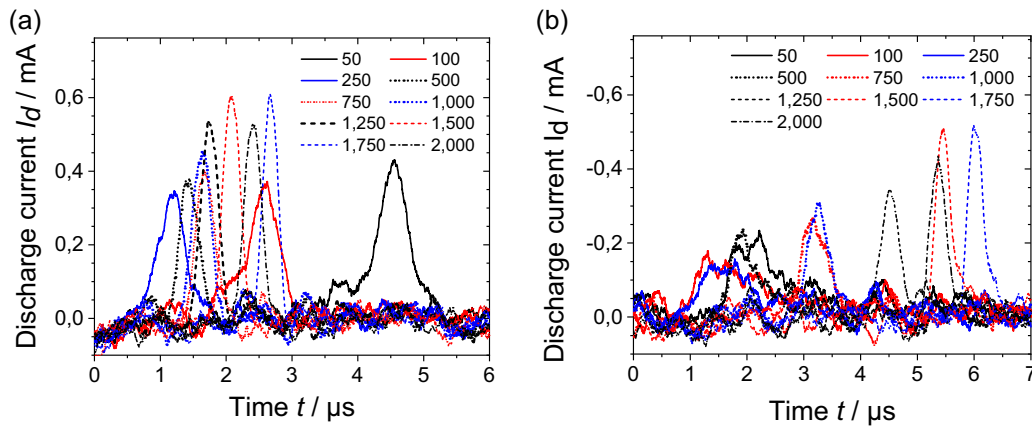 (a)
Discharge current I_d / mA
0,6
0,4
0,2
0,0
50 100
250 500
750 1,000
1,250 1,500
1,750 2,000
0 1 2 3 4 5 6
Time t / µs
(b)
Discharge current I_d / mA
-0,6
-0,4
-0,2
0,0
50 100 250
500 750 1,000
1,250 1,500 1,750
2,000
0 1 2 3 4 5 6 7
Time t / µs